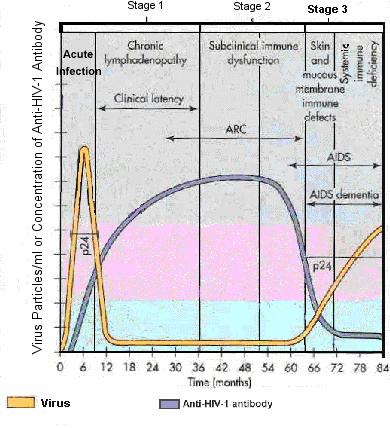 Stage 1 Stage 2 Stage 3
Acute
Infection
Chronic
lymphadenopathy
Subclinical immune
dysfunction
Skin
and
mucous
membrane
immune
defects
Systemic
immune
deficiency
Clinical latency
ARC
AIDS
AIDS dementia
p24
p24
Virus Particles/ml or Concentration of Anti-HIV-1 Antibody
0 6 12 18 24 30 36 42 48 54 60 66 72 78 84
Time (months)
Virus
Anti-HIV-1 antibody